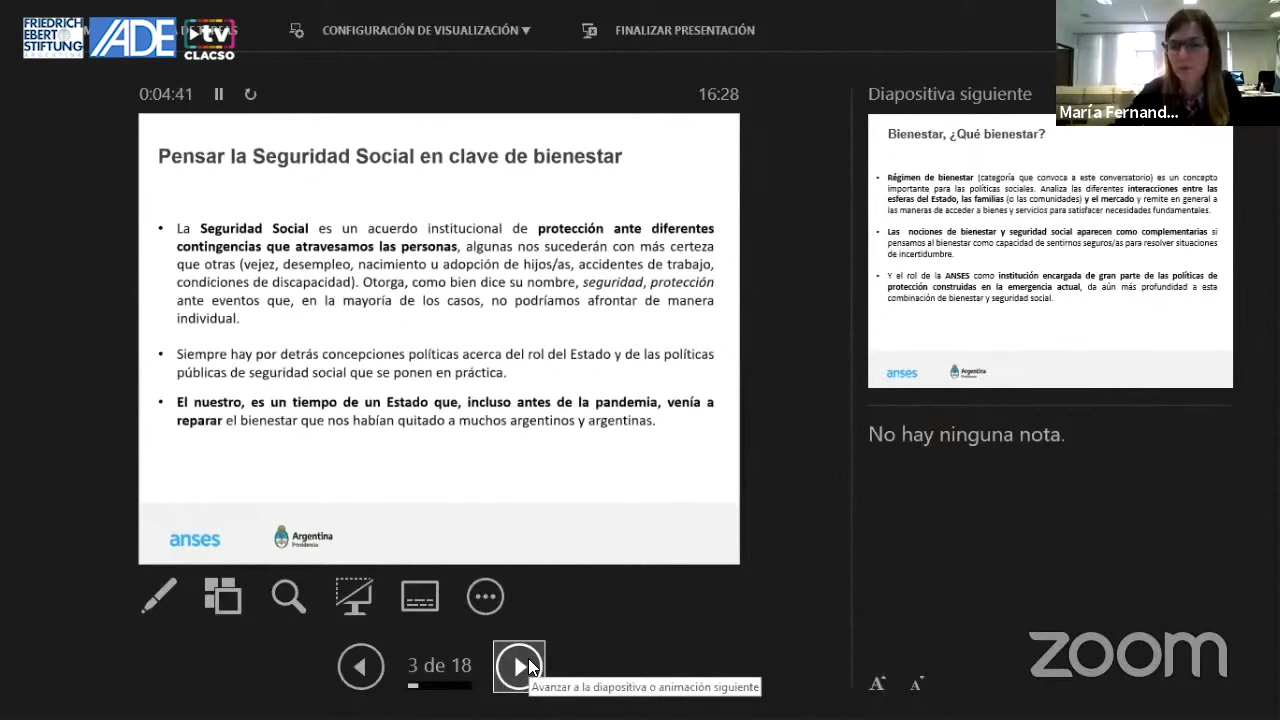 FRIEDRICH
EBERT
STIFTUNG
ARGENTINA
IADE
tv
CLACSO
CONFIGURACIÓN DE VISUALIZACIÓN ▼
FINALIZAR PRESENTACIÓN
0:04:41
16:28
Pensar la Seguridad Social en clave de bienestar
• La Seguridad Social es un acuerdo institucional de protección ante diferentes
contingencias que atravesamos las personas, algunas nos sucederán con más certeza
que otras (vejez, desempleo, nacimiento u adopción de hijos/as, accidentes de trabajo,
condiciones de discapacidad). Otorga, como bien dice su nombre, seguridad, protección
ante eventos que, en la mayoría de los casos, no podríamos afrontar de manera
individual.
• Siempre hay por detrás concepciones políticas acerca del rol del Estado y de las políticas
públicas de seguridad social que se ponen en práctica.
• El nuestro, es un tiempo de un Estado que, incluso antes de la pandemia, venía a
reparar el bienestar que nos habían quitado a muchos argentinos y argentinas.
anses
Argentina
Presidencia
3 de 18
Avanzar a la diapositiva o animación siguiente
Diapositiva siguiente
María Fernand...
Bienestar, ¿Qué bienestar?
• Régimen de bienestar (categoría que convoca a este conversatorio) es un concepto
importante para las políticas sociales. Analiza las diferentes interacciones entre las
esferas del Estado, las familias (o las comunidades) y el mercado y remite en general a
las maneras de acceder a bienes y servicios para satisfacer necesidades fundamentales.
• Las nociones de bienestar y seguridad social aparecen como complementarias si
pensamos al bienestar como capacidad de sentirnos seguros/as para resolver situaciones
de incertidumbre.
• Y el rol de la ANSES como institución encargada de gran parte de las políticas de
protección construidas en la emergencia actual, da aún más profundidad a esta
combinación de bienestar y seguridad social.
anses
Argentina
Presidencia
No hay ninguna nota.
A A
zoom